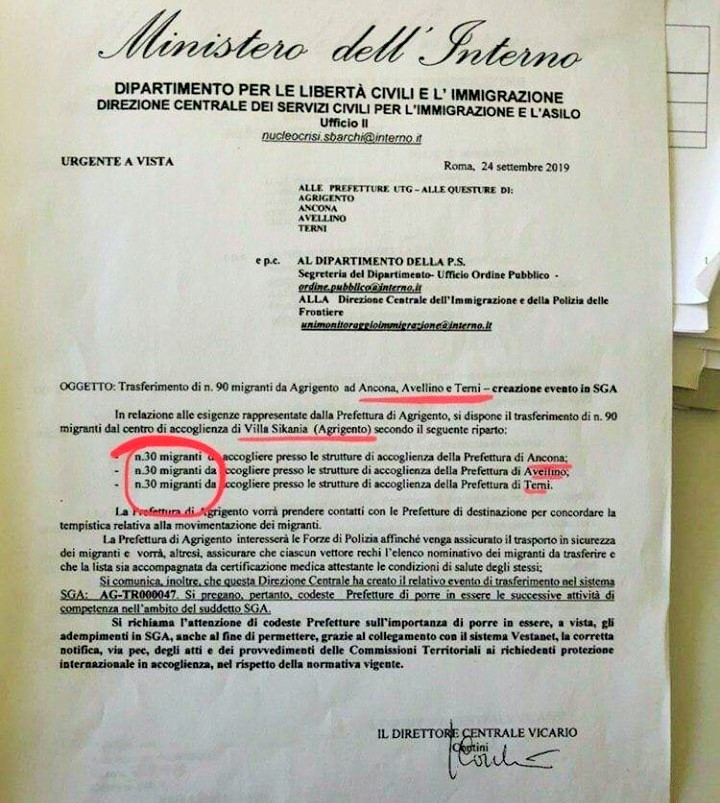 Ministero dell'Interno
DIPARTIMENTO PER LE LIBERTÀ CIVILI E L' IMMIGRAZIONE
DIREZIONE CENTRALE DEI SERVIZI CIVILI PER L'IMMIGRAZIONE E L'ASILO
Ufficio II
nucleocrisi.sbarchi@interno.it
URGENTE A VISTA
Roma, 24 settembre 2019
ALLE PREFETTURE UTG – ALLE QUESTURE DI:
AGRIGENTO
ANCONA
AVELLINO
TERNI
e p.c. AL DIPARTIMENTO DELLA P.S.
Segreteria del Dipartimento- Ufficio Ordine Pubblico -
ordine.pubblico@interno.it
ALLA Direzione Centrale dell'Immigrazione e della Polizia delle
Frontiere
unimonitoraggioimmigrazione@interno.it
OGGETTO: Trasferimento di n. 90 migranti da Agrigento ad Ancona, Avellino e Terni – creazione evento in SGA
In relazione alle esigenze rappresentate dalla Prefettura di Agrigento, si dispone il trasferimento di n. 90
migranti dal centro di accoglienza di Villa Sikania (Agrigento) secondo il seguente riparto:
- n.30 migranti da accogliere presso le strutture di accoglienza della Prefettura di Ancona;
- n.30 migranti da accogliere presso le strutture di accoglienza della Prefettura di Avellino;
- n.30 migranti da accogliere presso le strutture di accoglienza della Prefettura di Terni.
La Prefettura di Agrigento vorrà prendere contatti con le Prefetture di destinazione per concordare la
tempistica relativa alla movimentazione dei migranti.
La Prefettura di Agrigento interesserà le Forze di Polizia affinché venga assicurato il trasporto in sicurezza
dei migranti e vorrà, altresì, assicurare che ciascun vettore rechi l'elenco nominativo dei migranti da trasferire e
che la lista sia accompagnata da certificazione medica attestante le condizioni di salute degli stessi;
Si comunica, inoltre, che questa Direzione Centrale ha creato il relativo evento di trasferimento nel sistema
SGA: AG-TR000047. Si pregano, pertanto, codeste Prefetture di porre in essere le successive attività di
competenza nell'ambito del suddetto SGA.
Si richiama l'attenzione di codeste Prefetture sull'importanza di porre in essere, a vista, gli
adempimenti in SGA, anche al fine di permettere, grazie al collegamento con il sistema Vestanet, la corretta
notifica, via pec, degli atti e dei provvedimenti delle Commissioni Territoriali ai richiedenti protezione
internazionale in accoglienza, nel rispetto della normativa vigente.
IL DIRETTORE CENTRALE VICARIO
Contini